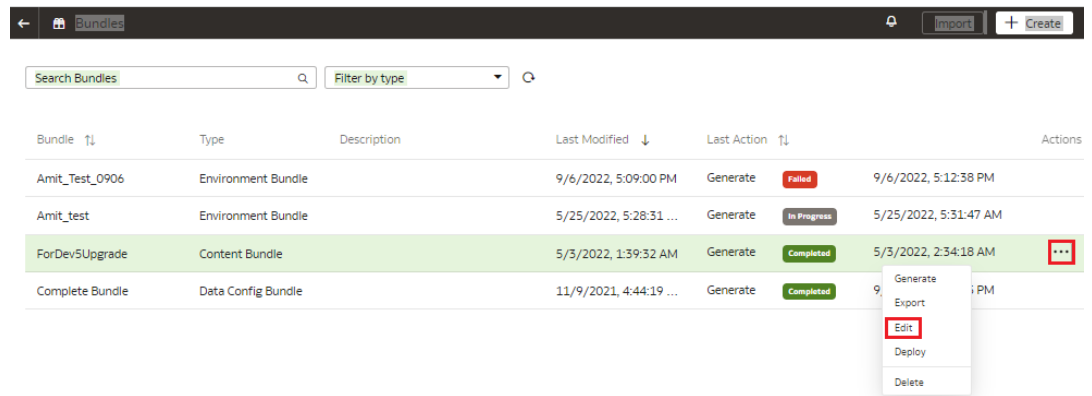 Bundles Import + Create
Search Bundles Filter by type
Bundle Type Description Last Modified Last Action Actions
Amit_Test_0906 Environment Bundle 9/6/2022, 5:09:00 PM Generate Failed 9/6/2022, 5:12:38 PM
Amit_test Environment Bundle 5/25/2022, 5:28:31 ... Generate In Progress 5/25/2022, 5:31:47 AM
ForDev5Upgrade Content Bundle 5/3/2022, 1:39:32 AM Generate Completed 5/3/2022, 2:34:18 AM ...
Complete Bundle Data Config Bundle 11/9/2021, 4:44:19 ... Generate Completed 9 PM
Generate
Export
Edit
Deploy
Delete